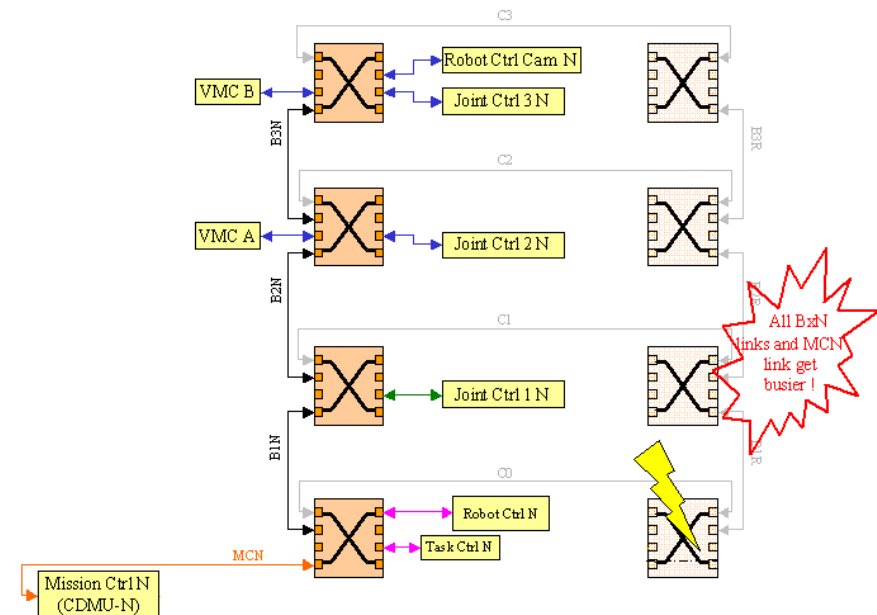 C3
Robot Ctrl Cam N
VMC B
Joint Ctrl 3 N
B3N
B3R
C2
VMC A
Joint Ctrl 2 N
B2N
B2R
All BxN
links and MCN
link get
busier !
C1
Joint Ctrl 1 N
B1N
B1R
C0
Robot Ctrl N
Task Ctrl N
MCN
Mission Ctrl N
(CDMU-N)